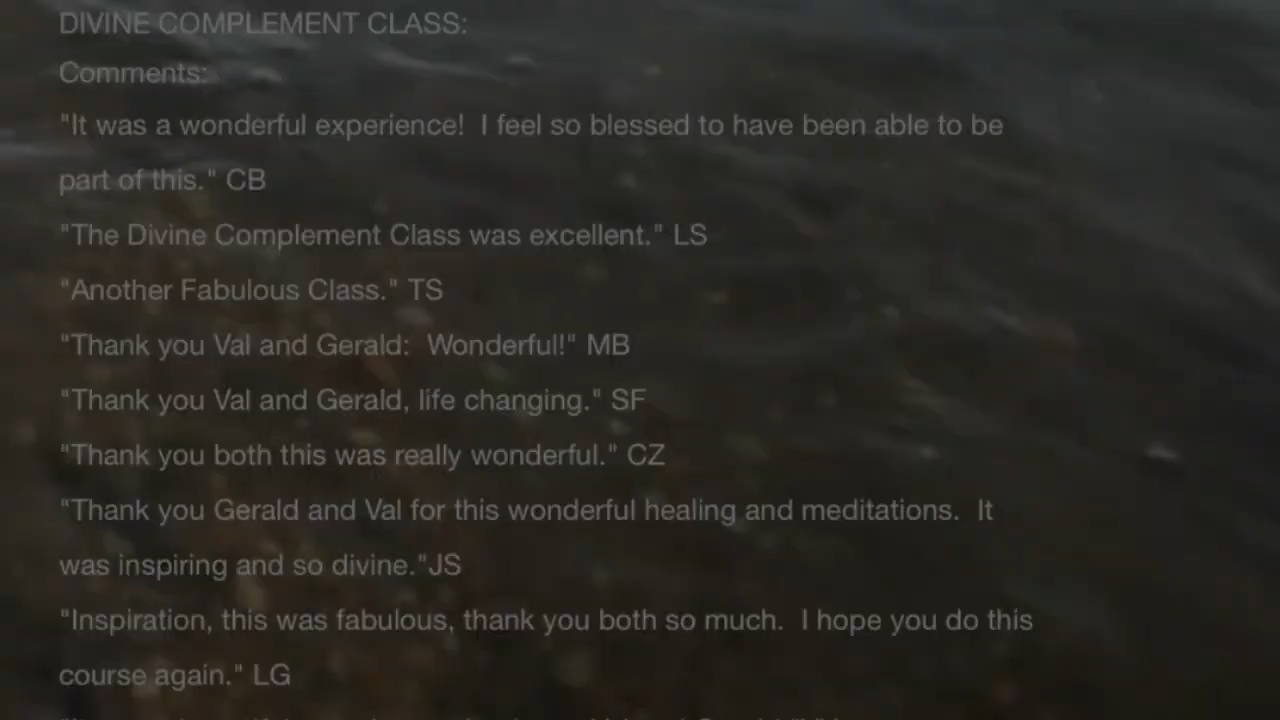 DIVINE COMPLEMENT CLASS:
Comments:
"It was a wonderful experience!  I feel so blessed to have been able to be
part of this." CB
"The Divine Complement Class was excellent." LS
"Another Fabulous Class." TS
"Thank you Val and Gerald:  Wonderful!" MB
"Thank you Val and Gerald, life changing." SF
"Thank you both this was really wonderful." CZ
"Thank you Gerald and Val for this wonderful healing and meditations.  It
was inspiring and so divine."JS
"Inspiration, this was fabulous, thank you both so much.  I hope you do this
course again." LG